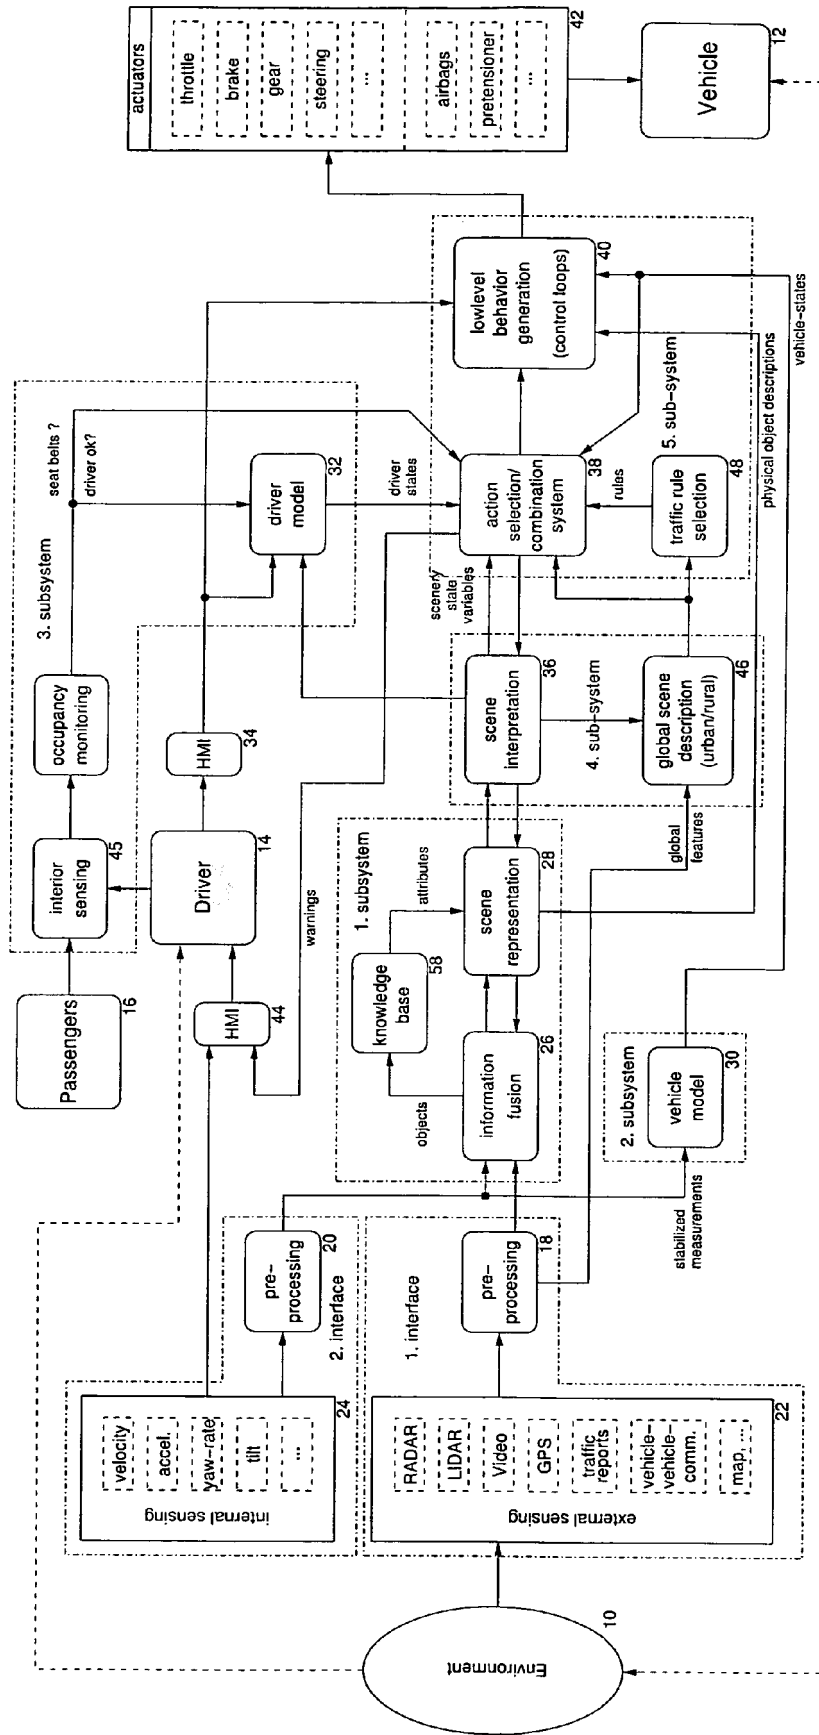 Environment
10
internal sensing
velocity
accel.
yaw-rate
tilt
...
24
external sensing
RADAR
LIDAR
Video
GPS
traffic
reports
vehicle-
vehicle-
comm.
map, ...
22
pre-
processing
20
2. interface
1. interface
pre-
processing
18
stabilized
measurements
Passengers
16
HMI
44
warnings
interior
sensing
45
Driver
14
occupancy
monitoring
HMI
34
3. subsystem
seat belts ?
driver ok?
driver
model
32
driver
states
1. subsystem
objects
knowledge
base
58
attributes
information
fusion
26
scene
representation
28
2. subsystem
vehicle
model
30
global
features
scene
interpretation
36
4. sub-system
global scene
description
(urban/rural)
46
scenery
state
variables
action
selection/
combination
system
38
rules
traffic rule
selection
48
5. sub-system
lowlevel
behavior
generation
(control loops)
40
physical object descriptions
vehicle-states
actuators
throttle
brake
gear
steering
...
airbags
pretensioner
...
42
Vehicle
12